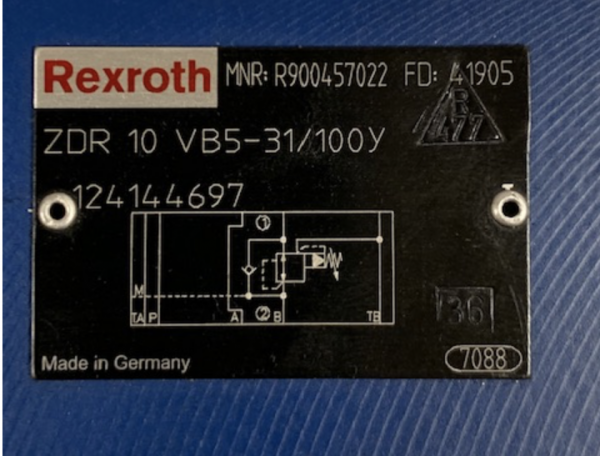 Rexroth MNR: R900457022 FD: 41905
R
477
ZDR 10 VB5-31/100Y
124144697
①
M
TA P A ② B TB
36
Made in Germany 7088